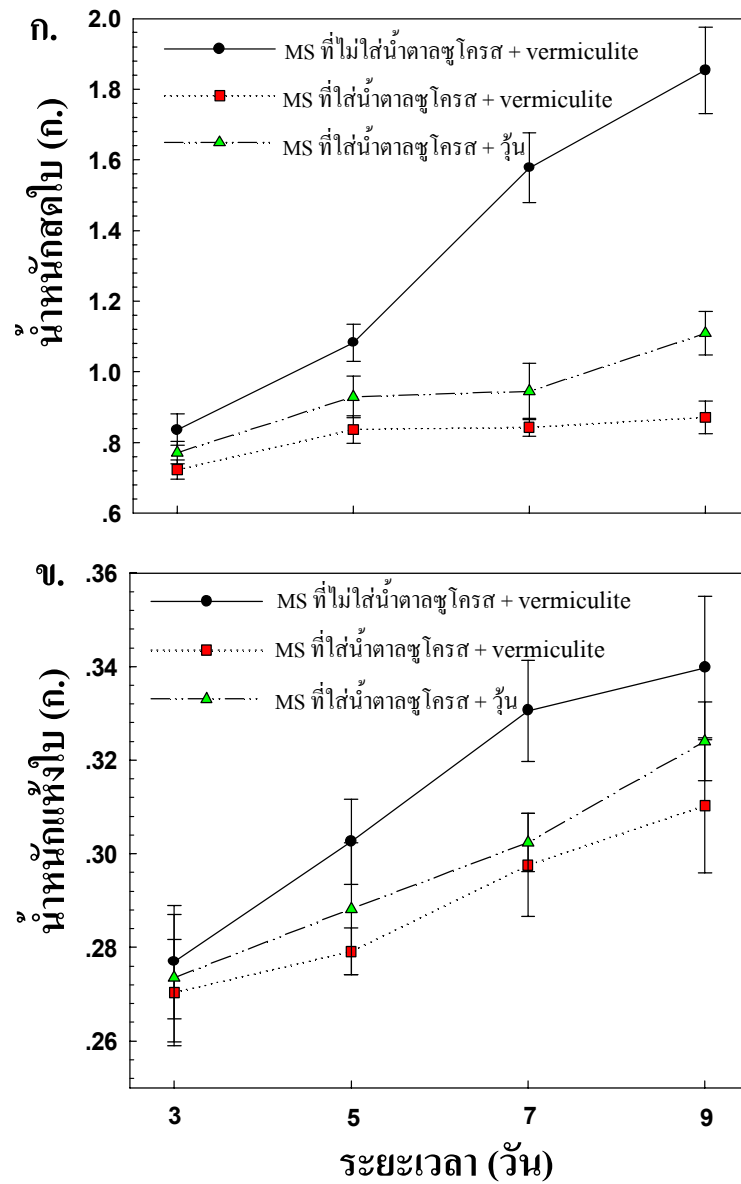 ก.
2.0
1.8
1.6
1.4
1.2
1.0
.8
.6
น้ำหนักสดใบ (ก.)
MS ที่ไม่ใส่น้ำตาลซูโครส + vermiculite
MS ที่ใส่น้ำตาลซูโครส + vermiculite
MS ที่ใส่น้ำตาลซูโครส + วุ้น
ข.
.36
.34
.32
.30
.28
.26
น้ำหนักแห้งใบ (ก.)
MS ที่ไม่ใส่น้ำตาลซูโครส + vermiculite
MS ที่ใส่น้ำตาลซูโครส + vermiculite
MS ที่ใส่น้ำตาลซูโครส + วุ้น
3 5 7 9
ระยะเวลา (วัน)